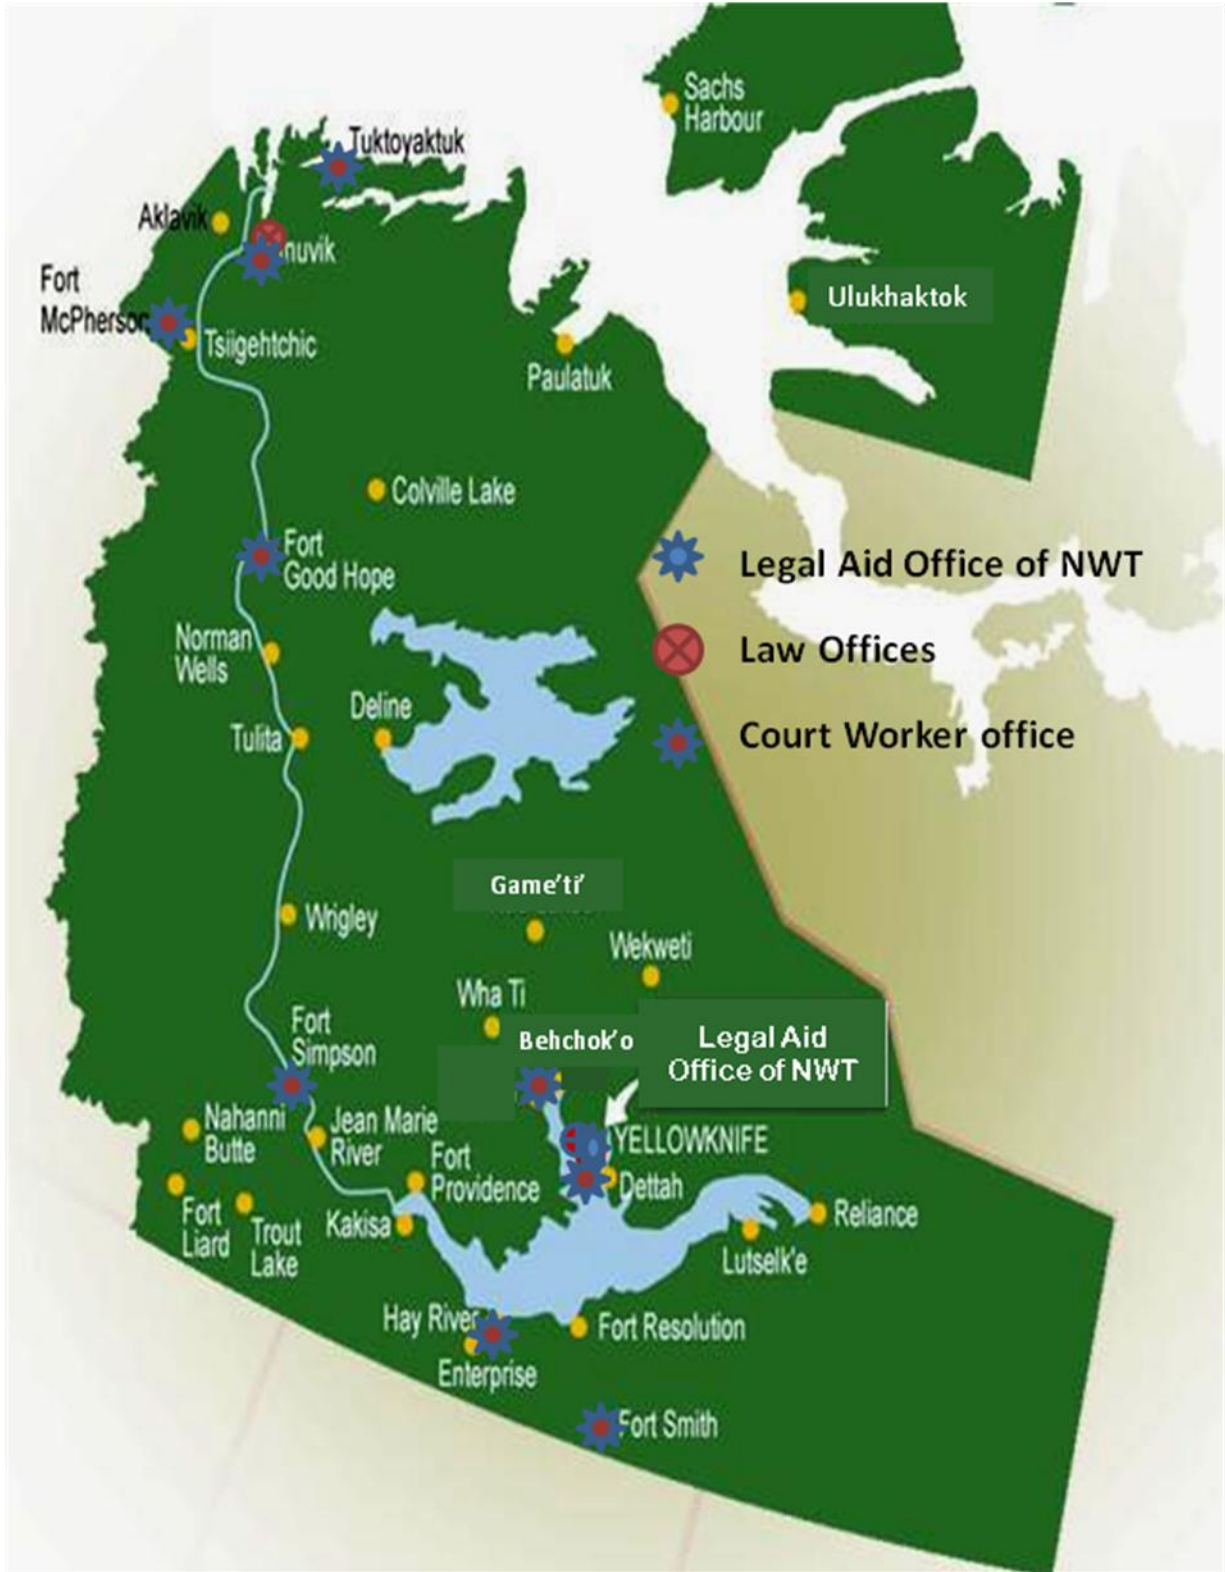 Sachs
Harbour
Tuktoyaktuk
Aklavik
nuvik
Fort
McPherson
Tsiigehtchic
Ulukhaktok
Paulatuk
Colville Lake
Fort
Good Hope
Legal Aid Office of NWT
Law Offices
Court Worker office
Norman
Wells
Deline
Tulita
Game’ti’
Wrigley
Wekweti
Wha Ti
Fort
Simpson
Behchok’o
Legal Aid
Office of NWT
Nahanni
Butte
Jean Marie
River
YELLOWKNIFE
Fort
Providence
Dettah
Fort
Liard
Trout
Lake
Kakisa
Reliance
Lutselk'e
Hay River
Fort Resolution
Enterprise
Fort Smith